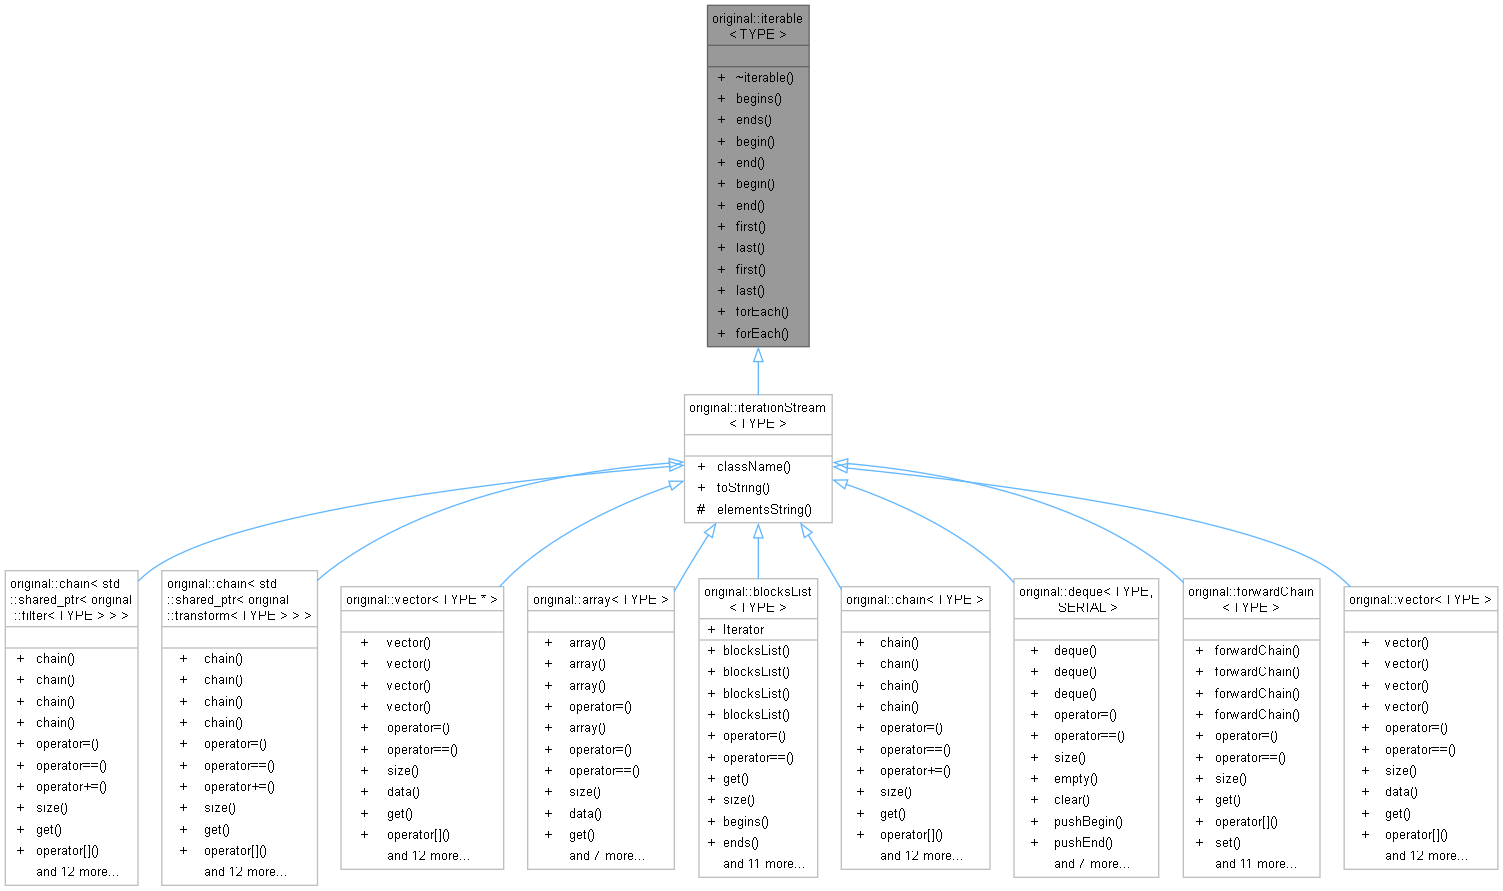 original::iterable
< TYPE >
+ ~iterable()
+ begins()
+ ends()
+ begin()
+ end()
+ begin()
+ end()
+ first()
+ last()
+ first()
+ last()
+ forEach()
+ forEach()
original::iterationStream
< TYPE >
+ className()
+ toString()
# elementsString()
original::chain< std
::shared_ptr< original
::filter< TYPE > > >
+ chain()
+ chain()
+ chain()
+ chain()
+ operator=()
+ operator==()
+ operator+=()
+ size()
+ get()
+ operator[]()
and 12 more...
original::chain< std
::shared_ptr< original
::transform< TYPE > > >
+ chain()
+ chain()
+ chain()
+ chain()
+ operator=()
+ operator==()
+ operator+=()
+ size()
+ get()
+ operator[]()
and 12 more...
original::vector< TYPE * >
+ vector()
+ vector()
+ vector()
+ vector()
+ operator=()
+ operator==()
+ size()
+ data()
+ get()
+ operator[]()
and 12 more...
original::array< TYPE >
+ array()
+ array()
+ array()
+ operator=()
+ array()
+ operator=()
+ operator==()
+ size()
+ data()
+ get()
and 7 more...
original::blocksList
< TYPE >
+ Iterator
+ blocksList()
+ blocksList()
+ blocksList()
+ blocksList()
+ operator=()
+ operator==()
+ get()
+ size()
+ begins()
+ ends()
and 11 more...
original::chain< TYPE >
+ chain()
+ chain()
+ chain()
+ chain()
+ operator=()
+ operator==()
+ operator+=()
+ size()
+ get()
+ operator[]()
and 12 more...
original::deque< TYPE,
SERIAL >
+ deque()
+ deque()
+ deque()
+ operator=()
+ operator==()
+ size()
+ empty()
+ clear()
+ pushBegin()
+ pushEnd()
and 7 more...
original::forwardChain
< TYPE >
+ forwardChain()
+ forwardChain()
+ forwardChain()
+ forwardChain()
+ operator=()
+ operator==()
+ size()
+ get()
+ operator[]()
+ set()
and 11 more...
original::vector< TYPE >
+ vector()
+ vector()
+ vector()
+ vector()
+ operator=()
+ operator==()
+ size()
+ data()
+ get()
+ operator[]()
and 12 more...